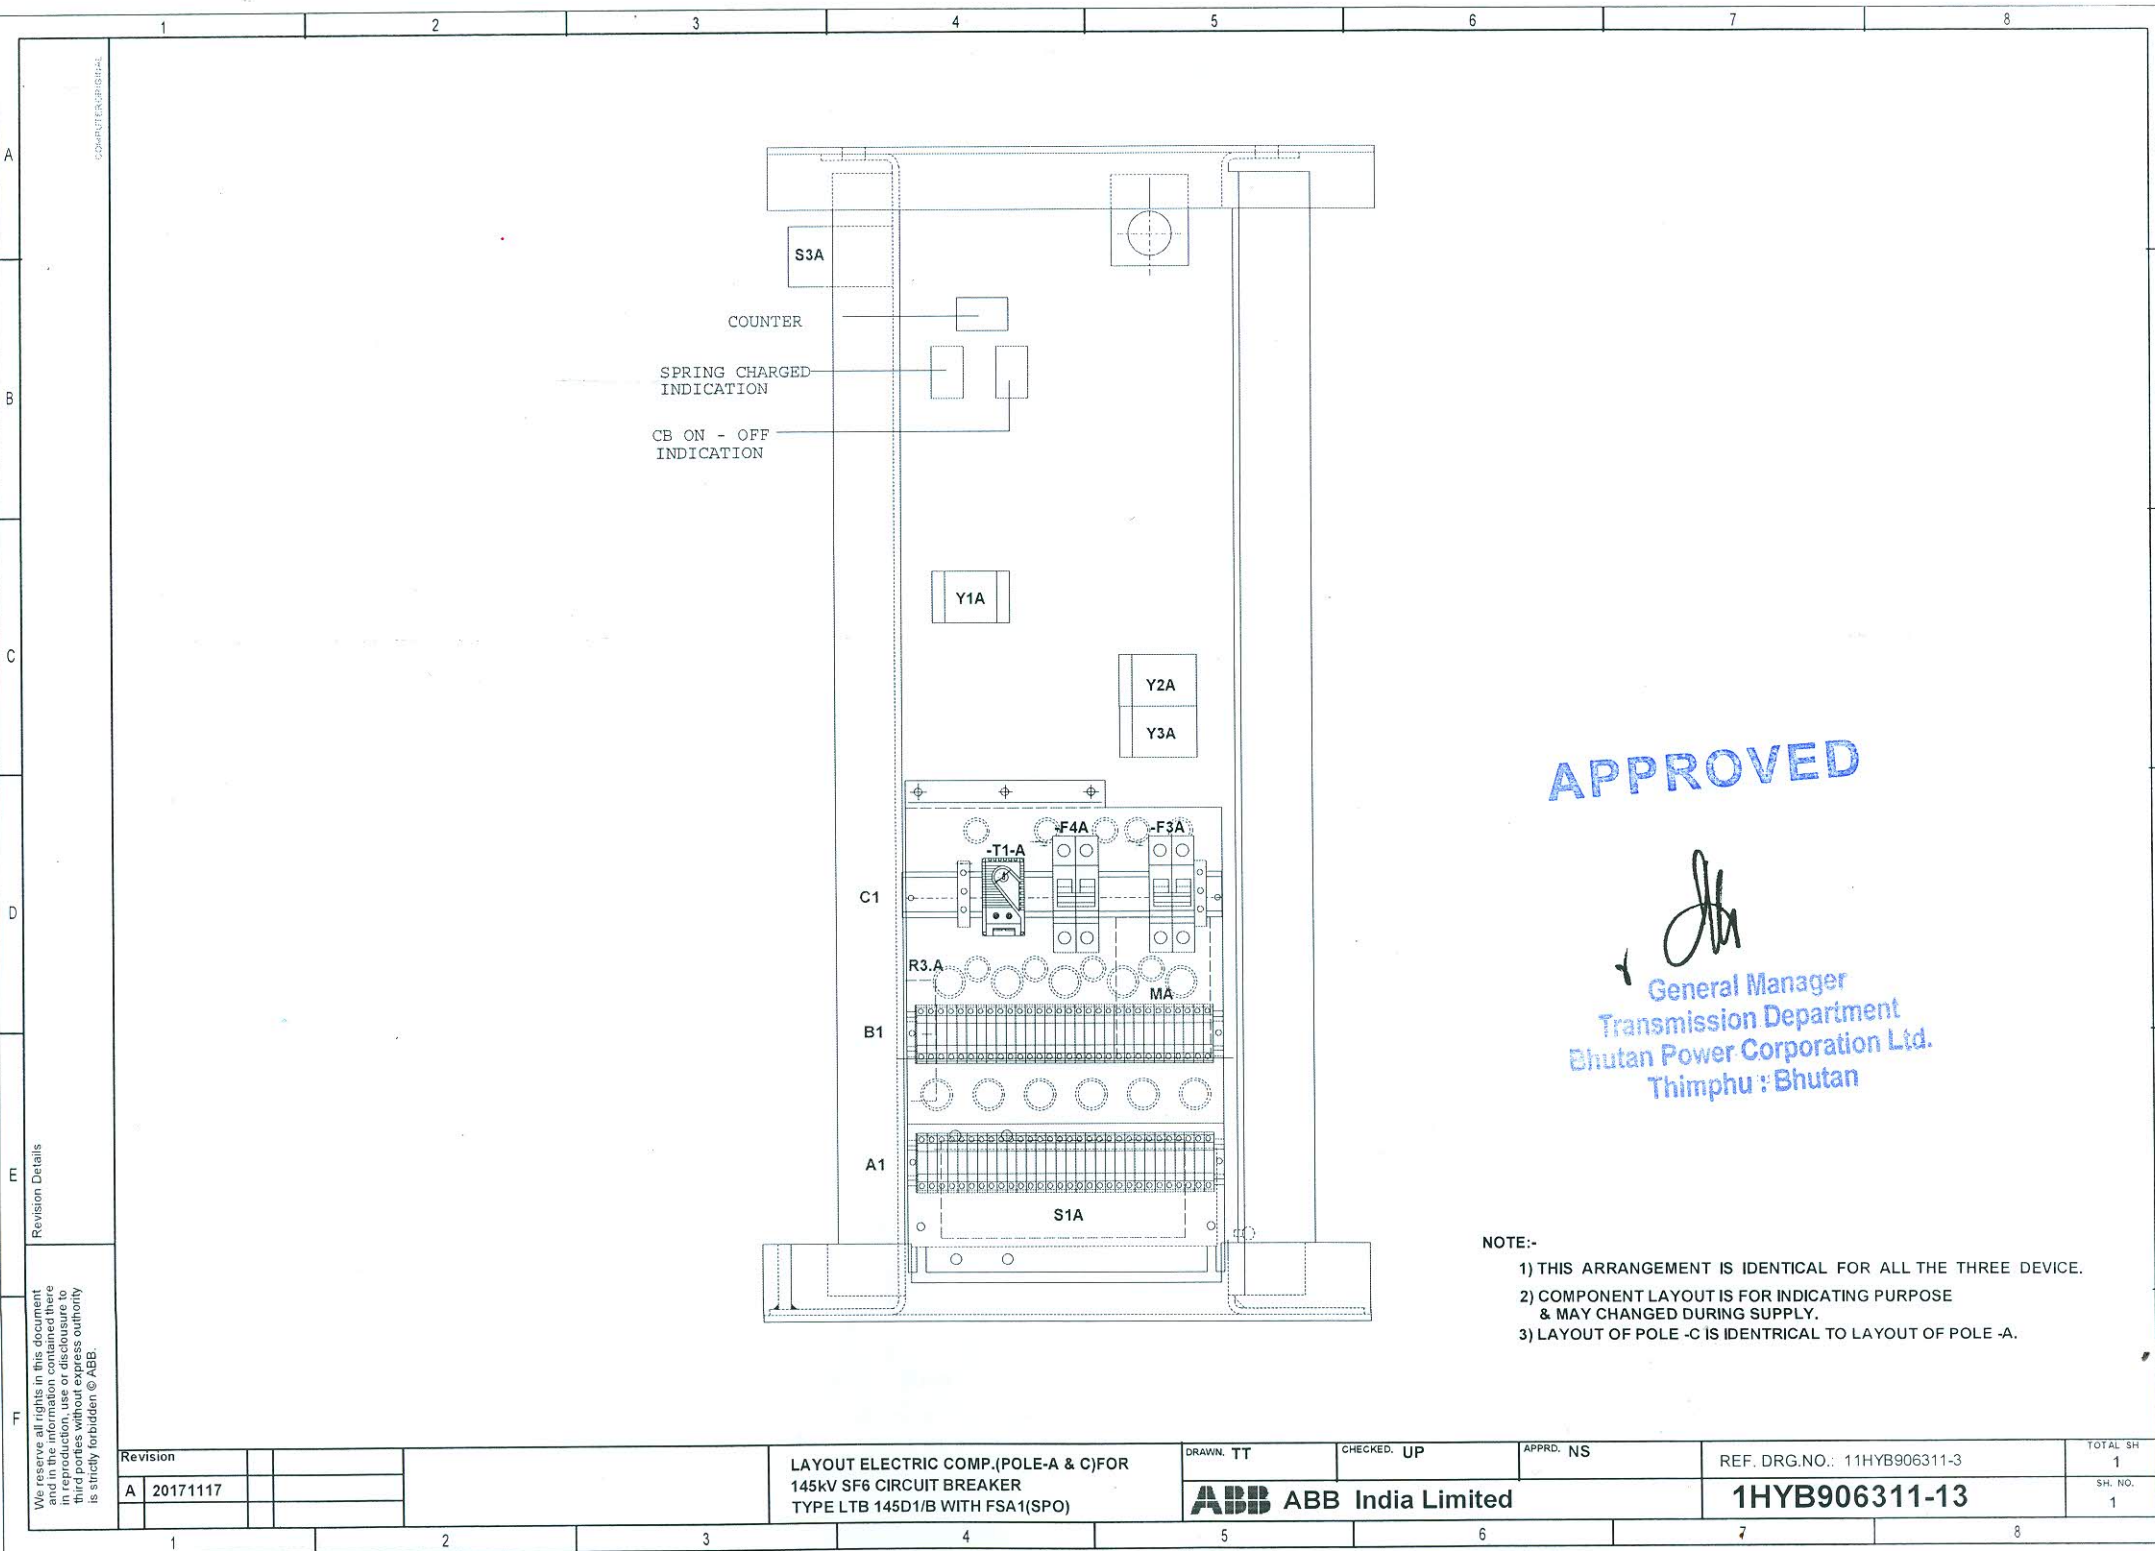 1 2 3 4 5 6 7 8
COMPUTERORIGINAL
A
B
C
D
E
F
S3A
COUNTER
SPRING CHARGED
INDICATION
CB ON - OFF
INDICATION
Y1A
Y2A
Y3A
-F4A
-F3A
-T1-A
C1
R3.A
MA
B1
A1
S1A
APPROVED
General Manager
Transmission Department
Bhutan Power Corporation Ltd.
Thimphu : Bhutan
NOTE:-
1) THIS ARRANGEMENT IS IDENTICAL FOR ALL THE THREE DEVICE.
2) COMPONENT LAYOUT IS FOR INDICATING PURPOSE
& MAY CHANGED DURING SUPPLY.
3) LAYOUT OF POLE -C IS IDENTRICAL TO LAYOUT OF POLE -A.
Revision Details
We reserve all rights in this document
and in the information contained there
in reproduction, use or disclousure to
third porties without express outhority
is strictly forbidden © ABB.
Revision
A 20171117
LAYOUT ELECTRIC COMP.(POLE-A & C)FOR
145kV SF6 CIRCUIT BREAKER
TYPE LTB 145D1/B WITH FSA1(SPO)
DRAWN. TT
CHECKED. UP
APPRD. NS
ABB ABB India Limited
REF. DRG.NO.: 11HYB906311-3
1HYB906311-13
TOTAL SH
1
SH. NO.
1
1 2 3 4 5 6 7 8